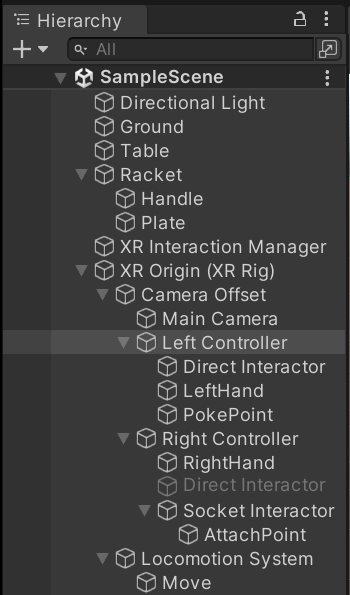 Hierarchy
All
SampleScene
Directional Light
Ground
Table
Racket
Handle
Plate
XR Interaction Manager
XR Origin (XR Rig)
Camera Offset
Main Camera
Left Controller
Direct Interactor
LeftHand
PokePoint
Right Controller
RightHand
Direct Interactor
Socket Interactor
AttachPoint
Locomotion System
Move